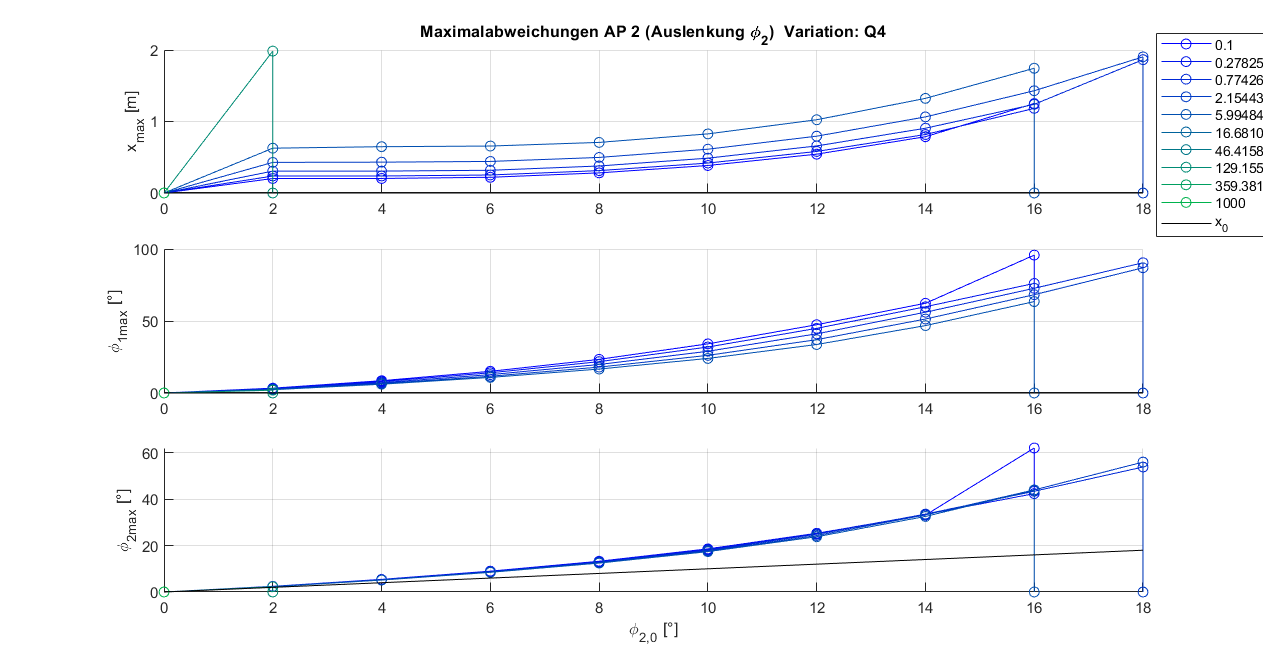 Maximalabweichungen AP 2 (Auslenkung ϕ2)  Variation: Q4
xmax [m]
2
1
0
0 2 4 6 8 10 12 14 16 18
0.1
0.27825
0.77426
2.15443
5.99484
16.6810
46.4158
129.155
359.381
1000
x0
ϕ1max [°]
100
50
0
0 2 4 6 8 10 12 14 16 18
ϕ2max [°]
60
40
20
0
0 2 4 6 8 10 12 14 16 18
ϕ2,0 [°]